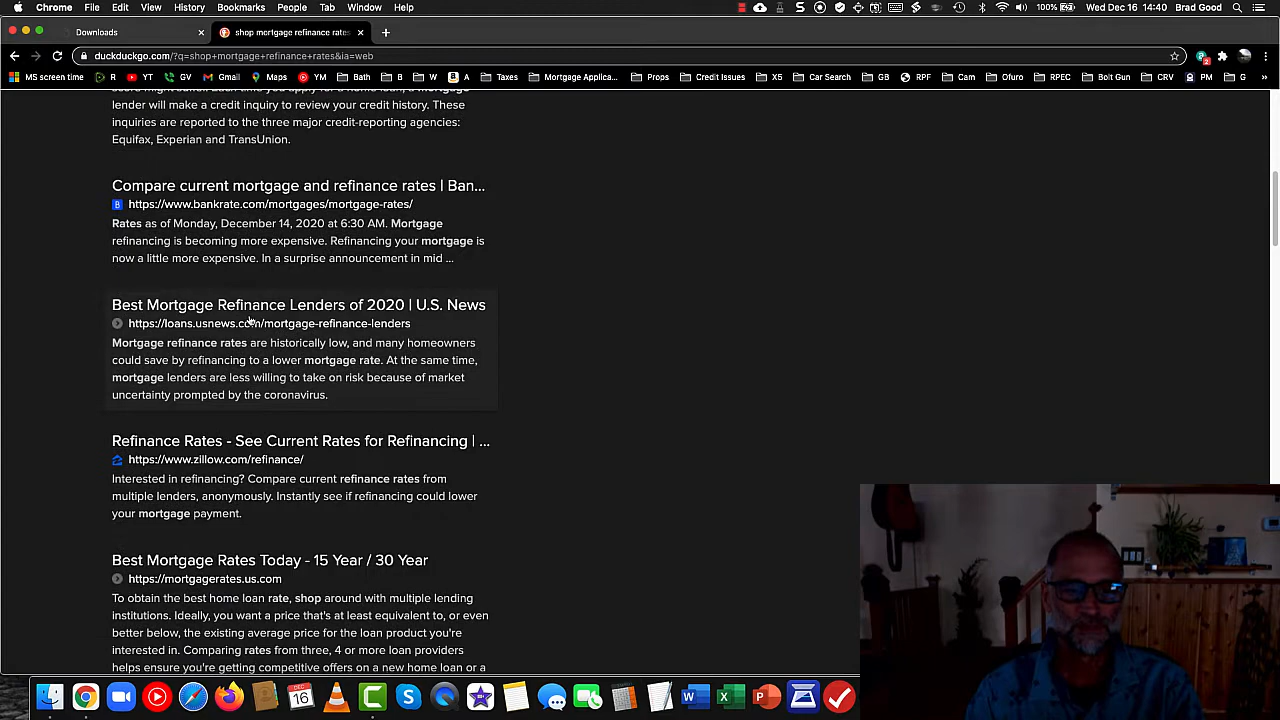 Chrome File Edit View History Bookmarks People Tab Window Help 100% Wed Dec 16 14:40 Brad Good
Downloads shop mortgage refinance rates
duckduckgo.com/?q=shop+mortgage+refinance+rates&ia=web
MS screen time R YT GV Gmail Maps YM Bath B W A Taxes Mortgage Applica... Props Credit Issues X5 Car Search GB RPF Cam Ofuro RPEC Bolt Gun CRV PM G
lender will make a credit inquiry to review your credit history. These
inquiries are reported to the three major credit-reporting agencies:
Equifax, Experian and TransUnion.
Compare current mortgage and refinance rates | Ban...
https://www.bankrate.com/mortgages/mortgage-rates/
Rates as of Monday, December 14, 2020 at 6:30 AM. Mortgage
refinancing is becoming more expensive. Refinancing your mortgage is
now a little more expensive. In a surprise announcement in mid ...
Best Mortgage Refinance Lenders of 2020 | U.S. News
https://loans.usnews.com/mortgage-refinance-lenders
Mortgage refinance rates are historically low, and many homeowners
could save by refinancing to a lower mortgage rate. At the same time,
mortgage lenders are less willing to take on risk because of market
uncertainty prompted by the coronavirus.
Refinance Rates - See Current Rates for Refinancing | ...
https://www.zillow.com/refinance/
Interested in refinancing? Compare current refinance rates from
multiple lenders, anonymously. Instantly see if refinancing could lower
your mortgage payment.
Best Mortgage Rates Today - 15 Year / 30 Year
https://mortgagerates.us.com
To obtain the best home loan rate, shop around with multiple lending
institutions. Ideally, you want a price that's at least equivalent to, or even
better below, the existing average price for the loan product you're
interested in. Comparing rates from three, 4 or more loan providers
helps ensure you're getting competitive offers on a new home loan or a